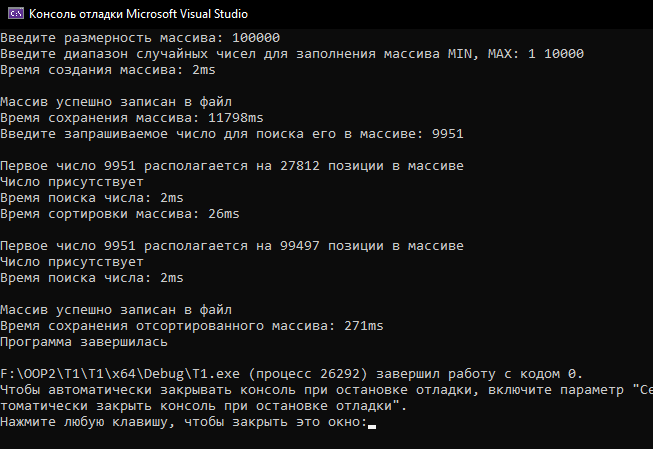 Консоль отладки Microsoft Visual Studio
Введите размерность массива: 100000
Введите диапазон случайных чисел для заполнения массива MIN, MAX: 1 10000
Время создания массива: 2ms
Массив успешно записан в файл
Время сохранения массива: 11798ms
Введите запрашиваемое число для поиска его в массиве: 9951
Первое число 9951 располагается на 27812 позиции в массиве
Число присутствует
Время поиска числа: 2ms
Время сортировки массива: 26ms
Первое число 9951 располагается на 99497 позиции в массиве
Число присутствует
Время поиска числа: 2ms
Массив успешно записан в файл
Время сохранения отсортированного массива: 271ms
Программа завершилась
F:\OOP2\T1\T1\x64\Debug\T1.exe (процесс 26292) завершил работу с кодом 0.
Чтобы автоматически закрывать консоль при остановке отладки, включите параметр "Се
томатически закрыть консоль при остановке отладки".
Нажмите любую клавишу, чтобы закрыть это окно: